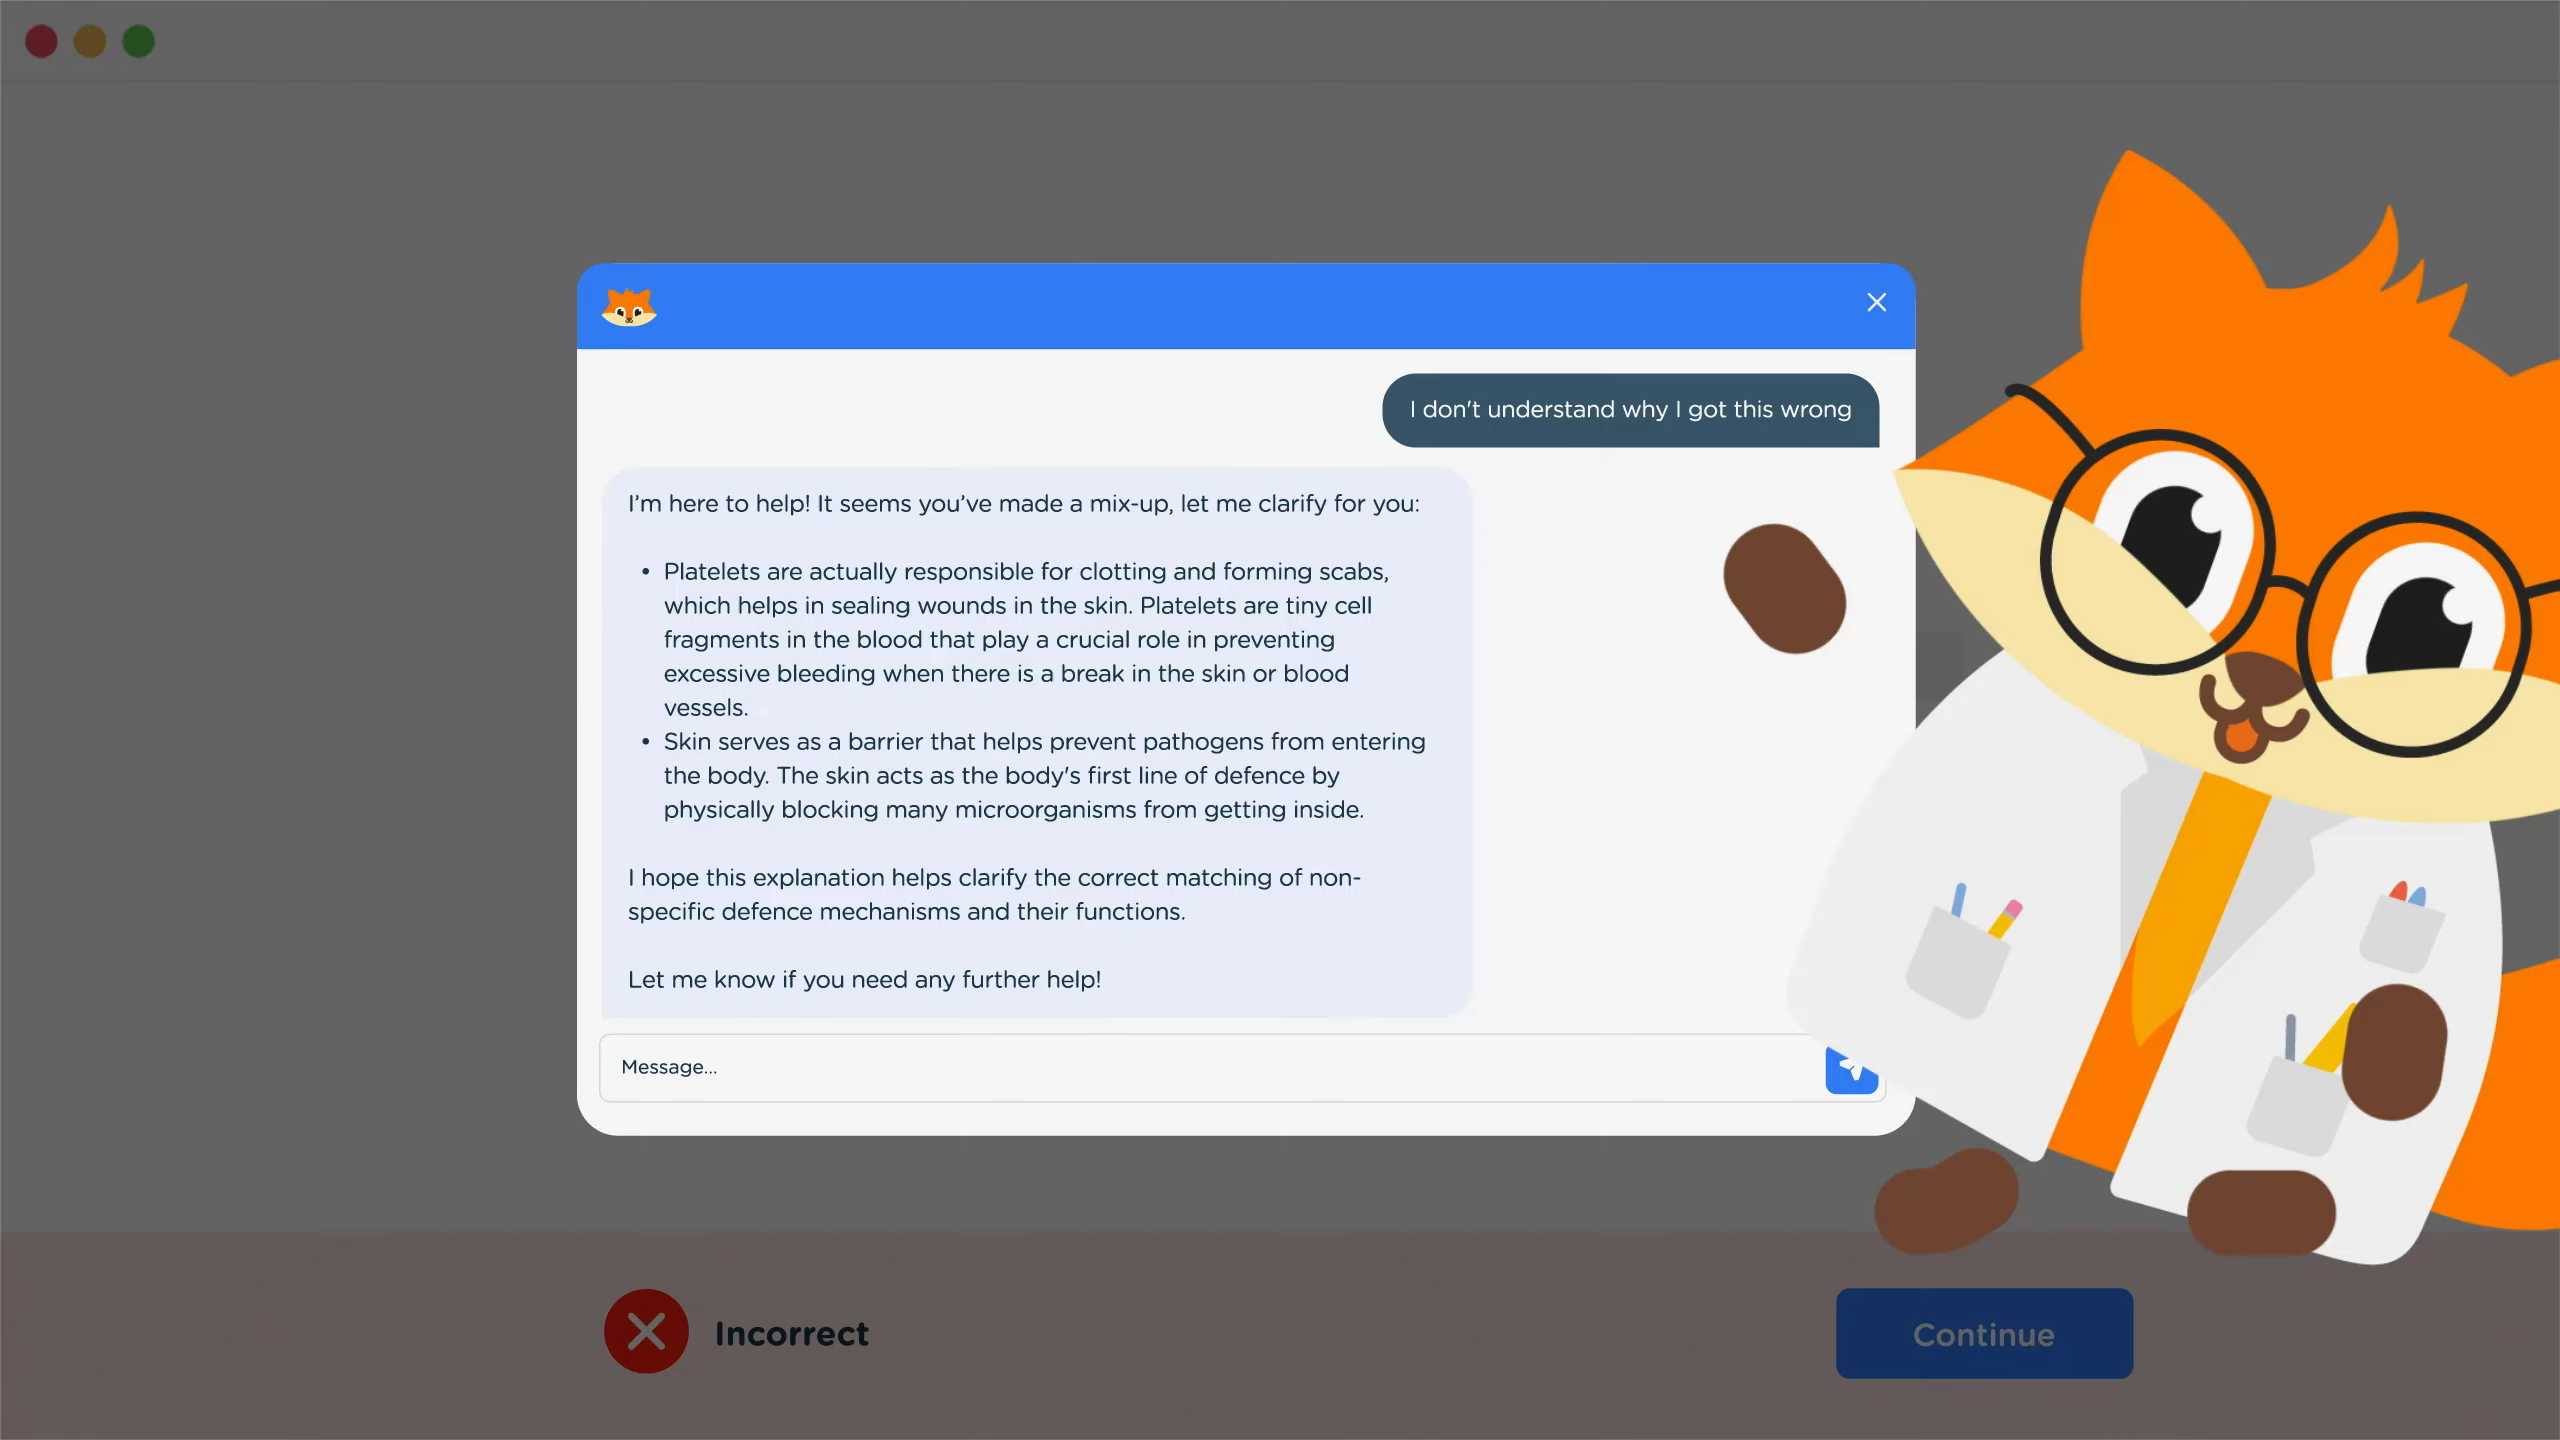 I don't understand why I got this wrong
I’m here to help! It seems you’ve made a mix-up, let me clarify for you:
• Platelets are actually responsible for clotting and forming scabs,
which helps in sealing wounds in the skin. Platelets are tiny cell
fragments in the blood that play a crucial role in preventing
excessive bleeding when there is a break in the skin or blood
vessels.
• Skin serves as a barrier that helps prevent pathogens from entering
the body. The skin acts as the body's first line of defence by
physically blocking many microorganisms from getting inside.
I hope this explanation helps clarify the correct matching of non-
specific defence mechanisms and their functions.
Let me know if you need any further help!
Message...
Incorrect
Continue